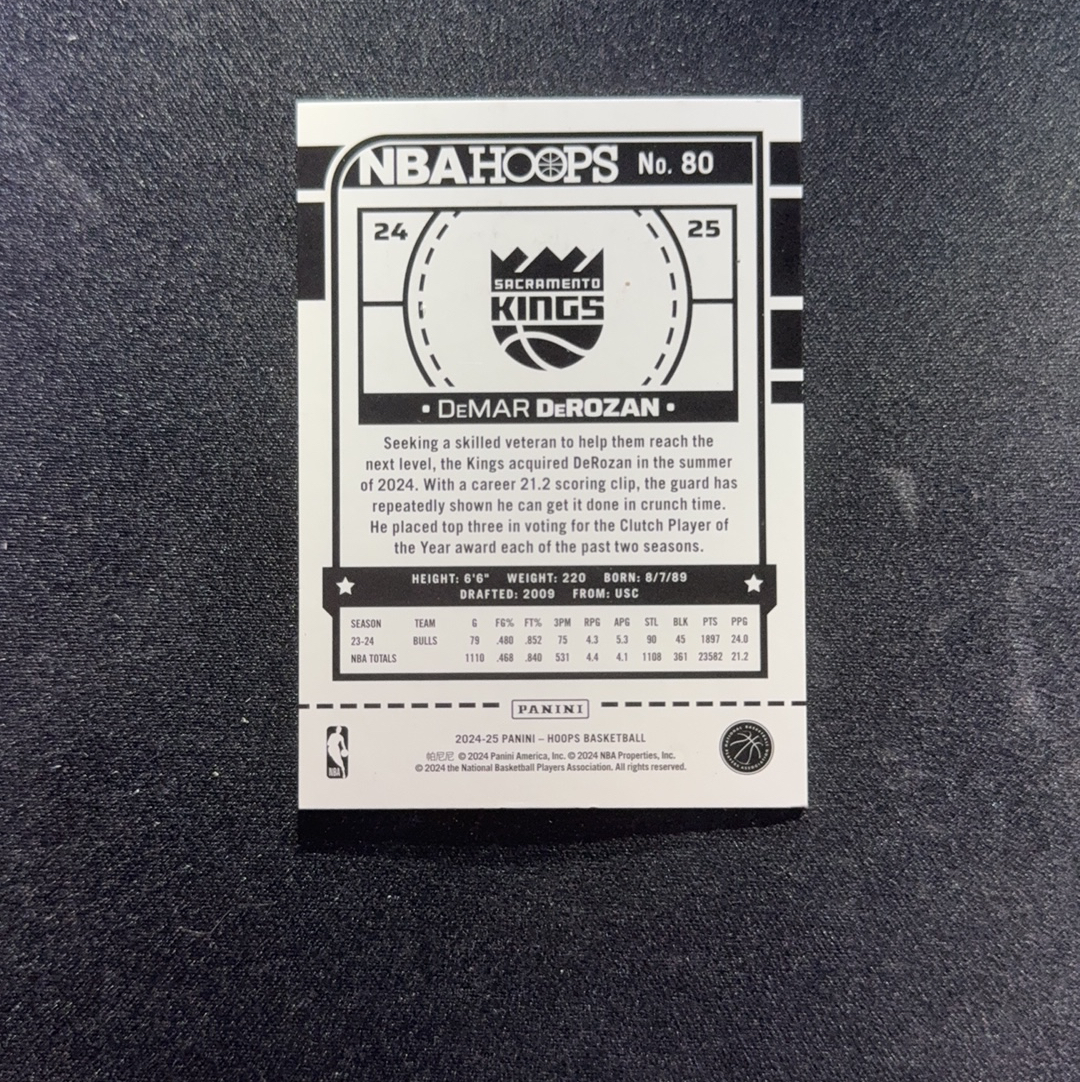 NBA HOOPS No. 80
24 25
SACRAMENTO
KINGS
• DeMAR DeROZAN •
Seeking a skilled veteran to help them reach the
next level, the Kings acquired DeRozan in the summer
of 2024. With a career 21.2 scoring clip, the guard has
repeatedly shown he can get it done in crunch time.
He placed top three in voting for the Clutch Player of
the Year award each of the past two seasons.
HEIGHT: 6'6" WEIGHT: 220 BORN: 8/7/89
DRAFTED: 2009 FROM: USC
SEASON TEAM G FG% FT% 3PM RPG APG STL BLK PTS PPG
23-24 BULLS 79 .480 .852 75 4.3 5.3 90 45 1897 24.0
NBA TOTALS 1110 .468 .840 531 4.4 4.1 1108 361 23582 21.2
PANINI
2024-25 PANINI – HOOPS BASKETBALL
帕尼尼 © 2024 Panini America, Inc. © 2024 NBA Properties, Inc.
© 2024 the National Basketball Players Association. All rights reserved.
NBA
NATIONAL BASKETBALL PLAYERS ASSOCIATION